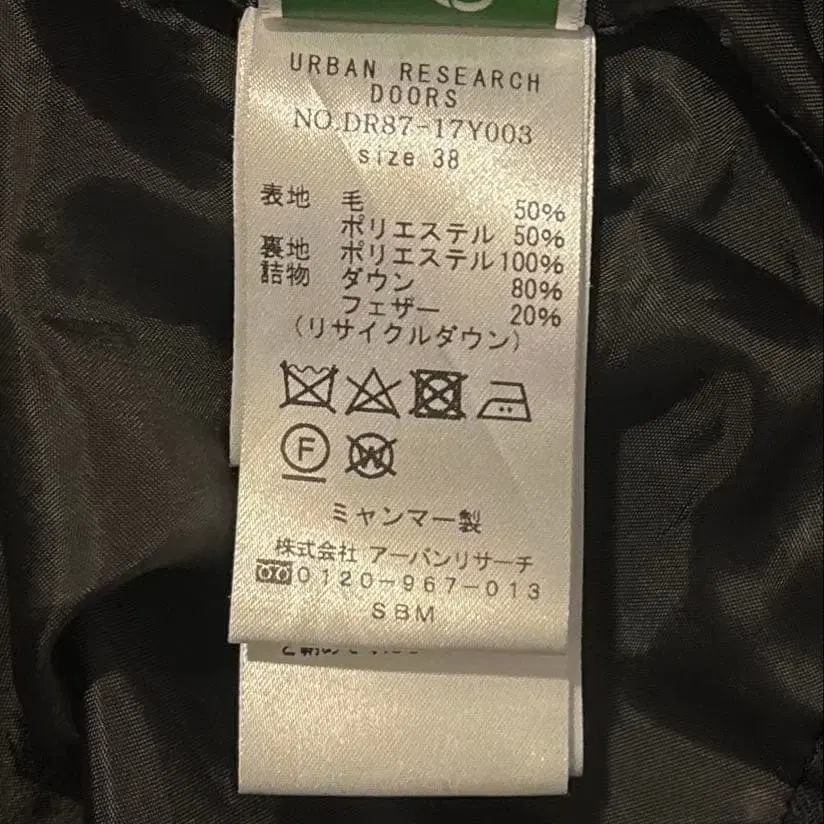 URBAN RESEARCH
DOORS
NO.DR87-17Y003
size 38
表地 毛 50%
ポリエステル 50%
裏地 ポリエステル 100%
詰物 ダウン 80%
フェザー 20%
(リサイクルダウン)
F W
ミャンマー製
株式会社 アーバンリサーチ
0120-967-013
SBM